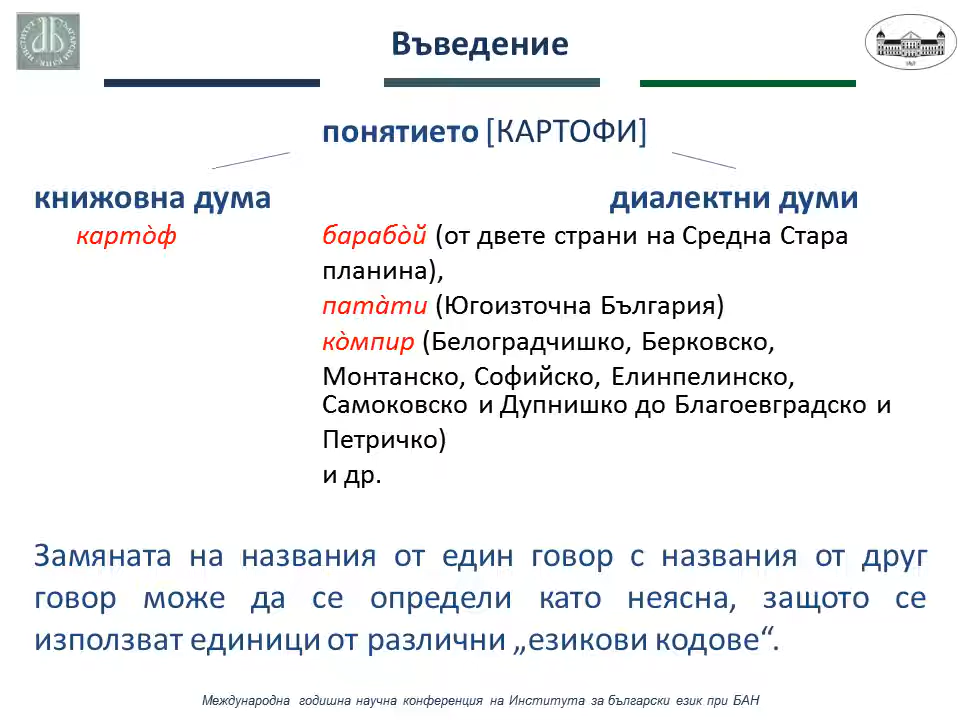 Въведение
понятието [КАРТОФИ]
книжовна дума
диалектни думи
картòф
барабòй (от двете страни на Средна Стара
планина),
патàти (Югоизточна България)
кòмпир (Белоградчишко, Берковско,
Монтанско, Софийско, Елинпелинско,
Самоковско и Дупнишко до Благоевградско и
Петричко)
и др.
Замяната на названия от един говор с названия от друг
говор може да се определи като неясна, защото се
използват единици от различни „езикови кодове“.
Международна годишна научна конференция на Института за български език при БАН